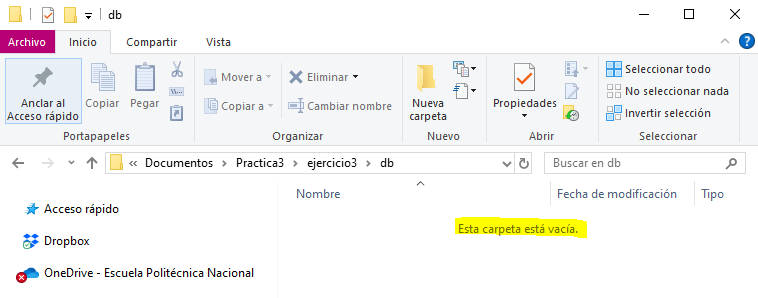 db
Archivo Inicio Compartir Vista
Anclar al Acceso rápido
Copiar
Pegar
Portapapeles
Mover a
Copiar a
Eliminar
Cambiar nombre
Organizar
Nueva carpeta
Nuevo
Propiedades
Abrir
Seleccionar todo
No seleccionar nada
Invertir selección
Seleccionar
« Documentos > Practica3 > ejercicio3 > db
Buscar en db
Nombre Fecha de modificación Tipo
Acceso rápido
Dropbox
OneDrive - Escuela Politécnica Nacional
Esta carpeta está vacía.